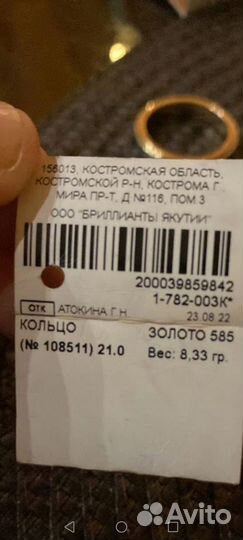 156013, КОСТРОМСКАЯ ОБЛАСТЬ,
КОСТРОМСКОЙ Р-Н, КОСТРОМА Г.,
МИРА ПР-Т, Д №116, ПОМ.3
ООО "БРИЛЛИАНТЫ ЯКУТИИ"
200039859842
1-782-003К*
ОТК АТОКИНА Г.Н. 23.08.22
КОЛЬЦО ЗОЛОТО 585
(№ 108511) 21.0 Вес: 8,33 гр.
Avito